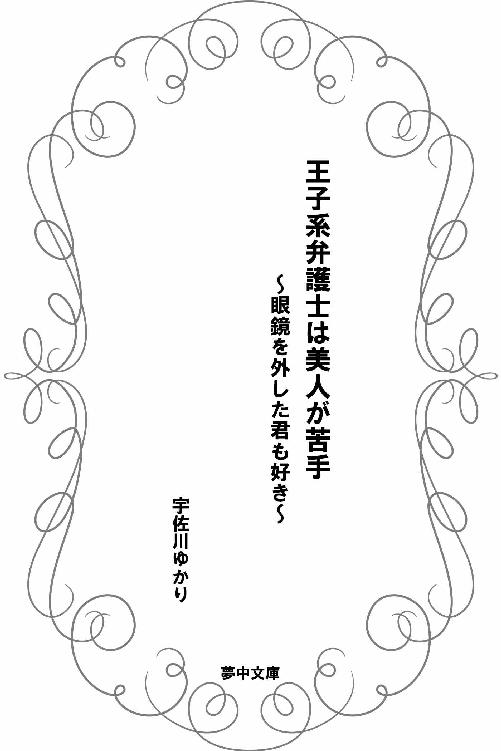 王子系弁護士は美人が苦手
～眼鏡を外した君も好き～
宇佐川ゆかり
夢中文庫